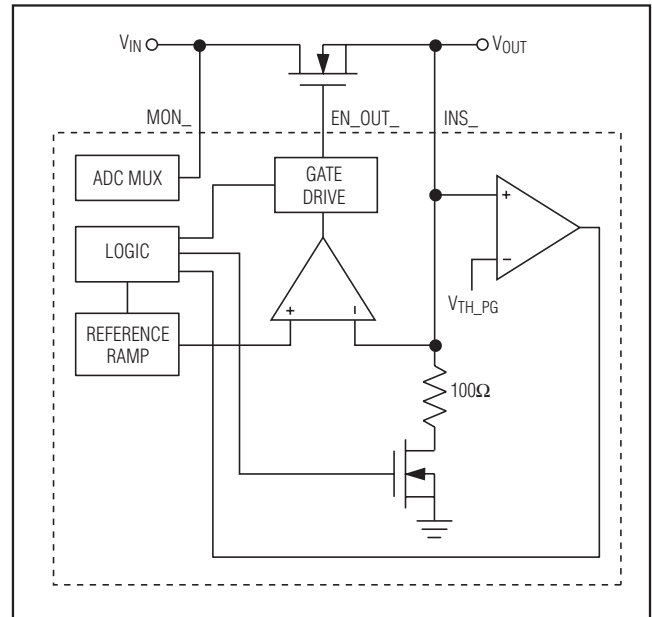 VIN
VOUT
MON_
EN_OUT_
INS_
ADC MUX
GATE
DRIVE
LOGIC
+
−
VTH_PG
REFERENCE
RAMP
+
−
100Ω